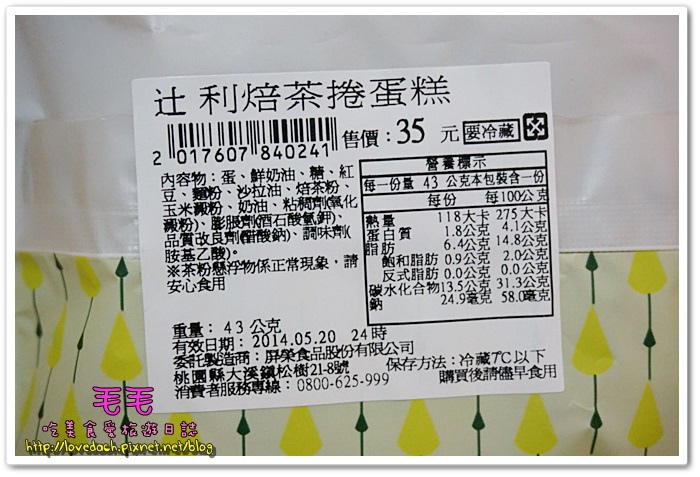 辻利焙茶捲蛋糕
2 017607 840241
售價：35 元 要冷藏
內容物：蛋、鮮奶油、糖、紅
豆、麵粉、沙拉油、焙茶粉、
玉米澱粉、奶油、粘稠劑(氧化
澱粉)、膨脹劑(酒石酸氫鉀)、
品質改良劑(醋酸鈉)、調味劑(
胺基乙酸)。
※茶粉懸浮物係正常現象，請
安心食用
營養標示
每一份量 43 公克本包裝含一份
每份 每100公克
熱量 118大卡 275大卡
蛋白質 1.8公克 4.1公克
脂肪 6.4公克 14.8公克
飽和脂肪 0.9公克 2.0公克
反式脂肪 0.0公克 0.0公克
碳水化合物13.5公克 31.3公克
鈉 24.9毫克 58.0毫克
重量： 43 公克
有效日期： 2014.05.20 24時
委託製造商：屏榮食品股份有限公司
桃園縣大溪鎮松樹21-8號
消費者服務專線： 0800-625-999
保存方法：冷藏7℃以下
購買後請儘早食用
毛毛
吃美食愛旅遊日誌
http://lovedach.pixnet.net/blog